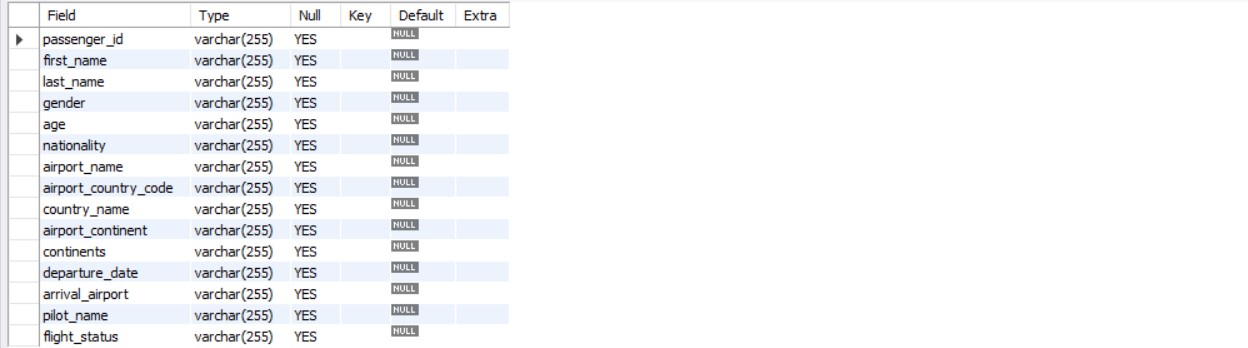 Field Type Null Key Default Extra
passenger_id varchar(255) YES NULL
first_name varchar(255) YES NULL
last_name varchar(255) YES NULL
gender varchar(255) YES NULL
age varchar(255) YES NULL
nationality varchar(255) YES NULL
airport_name varchar(255) YES NULL
airport_country_code varchar(255) YES NULL
country_name varchar(255) YES NULL
airport_continent varchar(255) YES NULL
continents varchar(255) YES NULL
departure_date varchar(255) YES NULL
arrival_airport varchar(255) YES NULL
pilot_name varchar(255) YES NULL
flight_status varchar(255) YES NULL